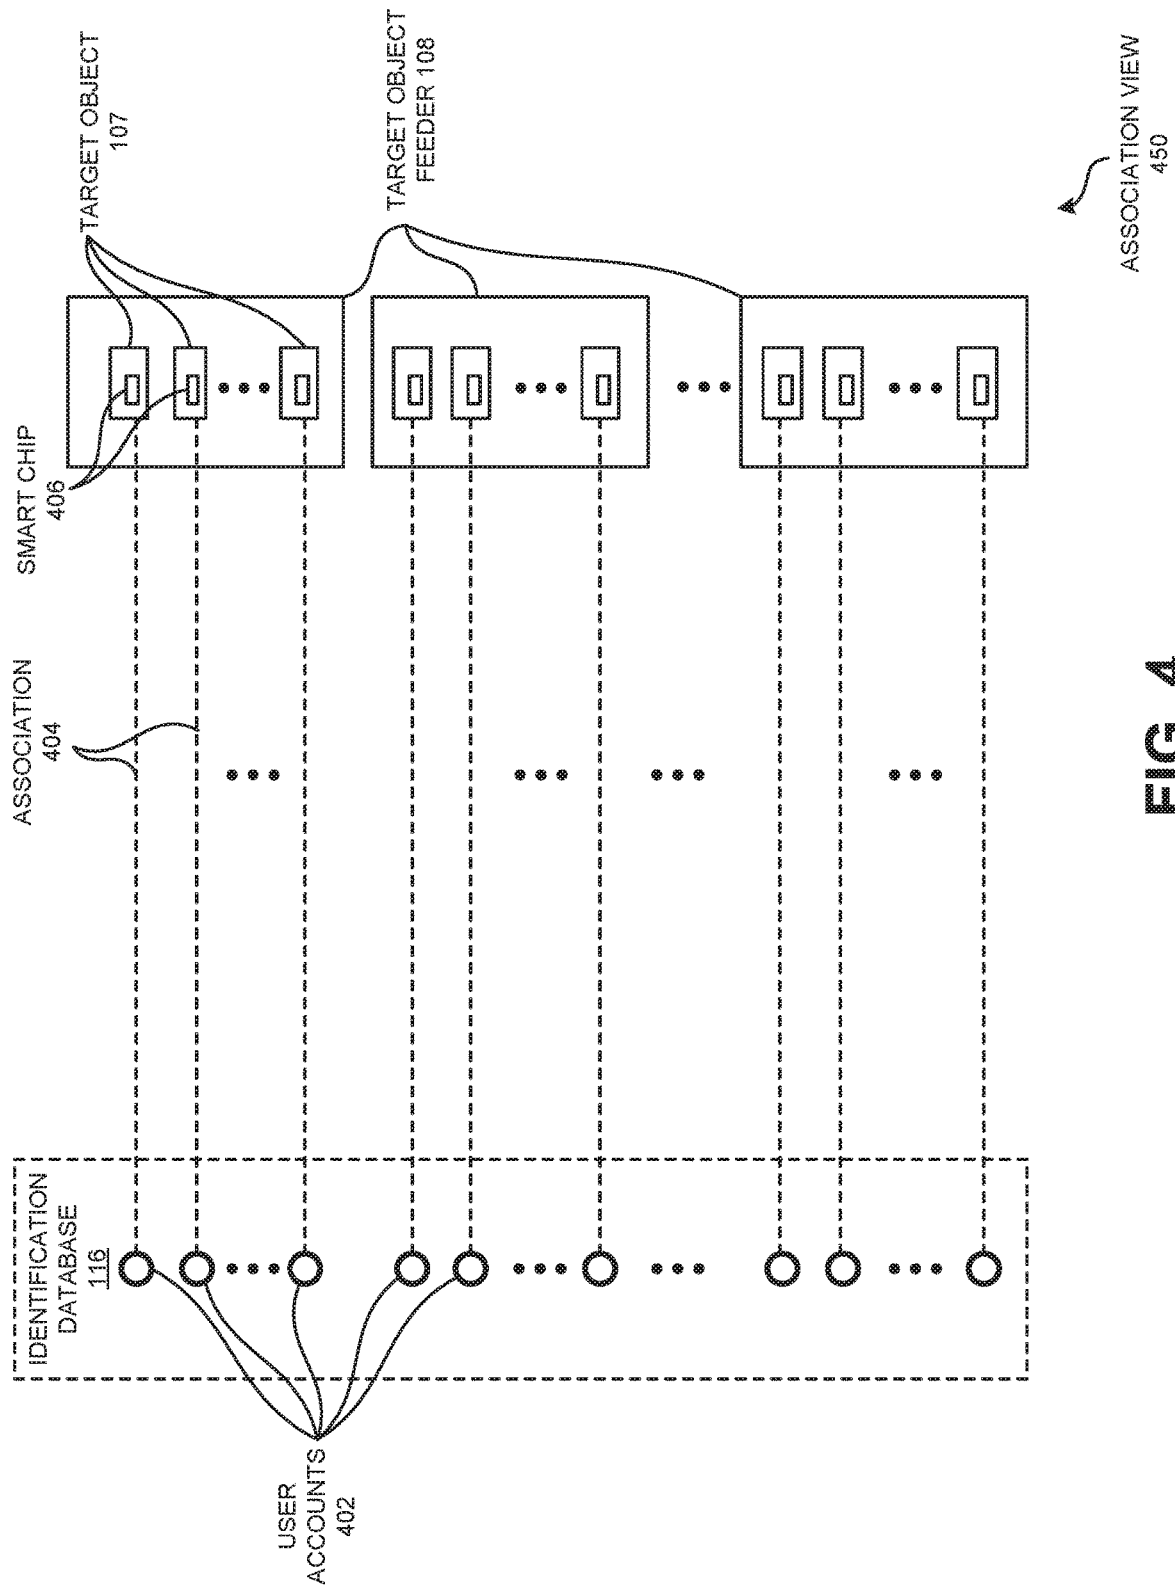 IDENTIFICATION
DATABASE
116
USER
ACCOUNTS
402
ASSOCIATION
404
SMART CHIP
406
TARGET OBJECT
107
TARGET OBJECT
FEEDER 108
ASSOCIATION VIEW
450
FIG. 4